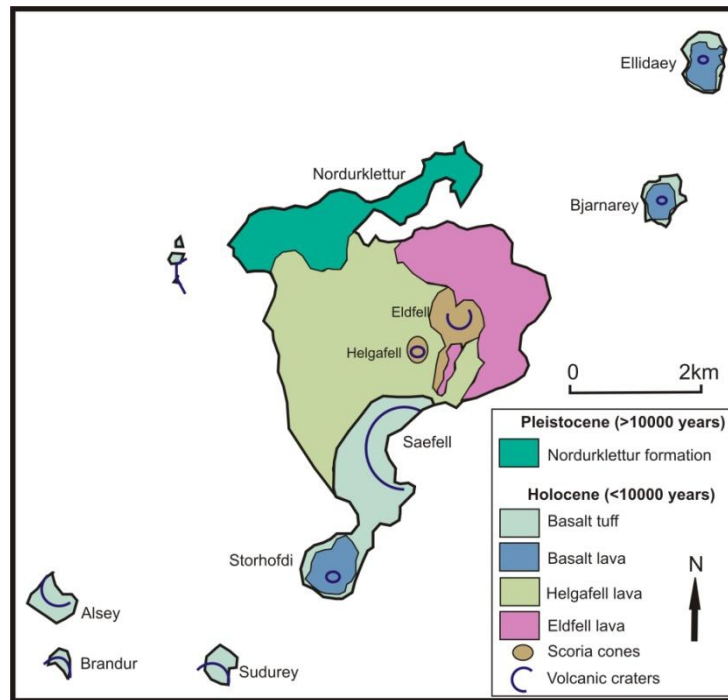 Ellidaey
Nordurklettur
Bjarnarey
Eldfell
Helgafell
0 2km
Saefell
Storhofdi
Alsey
Brandur
Sudurey
Pleistocene (>10000 years)
Nordurklettur formation
Holocene (<10000 years)
Basalt tuff
Basalt lava
Helgafell lava
Eldfell lava
Scoria cones
Volcanic craters
N